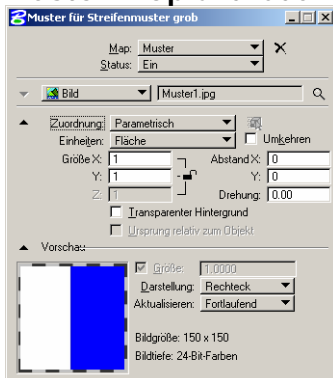 Muster für Streifenmuster grob
Map: Muster
Status: Ein
Bild Muster1.jpg
Zuordnung: Parametrisch
Einheiten: Fläche Umkehren
Größe X: 1 Abstand X: 0
Y: 1 Y: 0
Z: 1 Drehung: 0.00
Transparenter Hintergrund
Ursprung relativ zum Objekt
Vorschau
Größe: 1.0000
Darstellung: Rechteck
Aktualisieren: Fortlaufend
Bildgröße: 150 x 150
Bildtiefe: 24-Bit-Farben